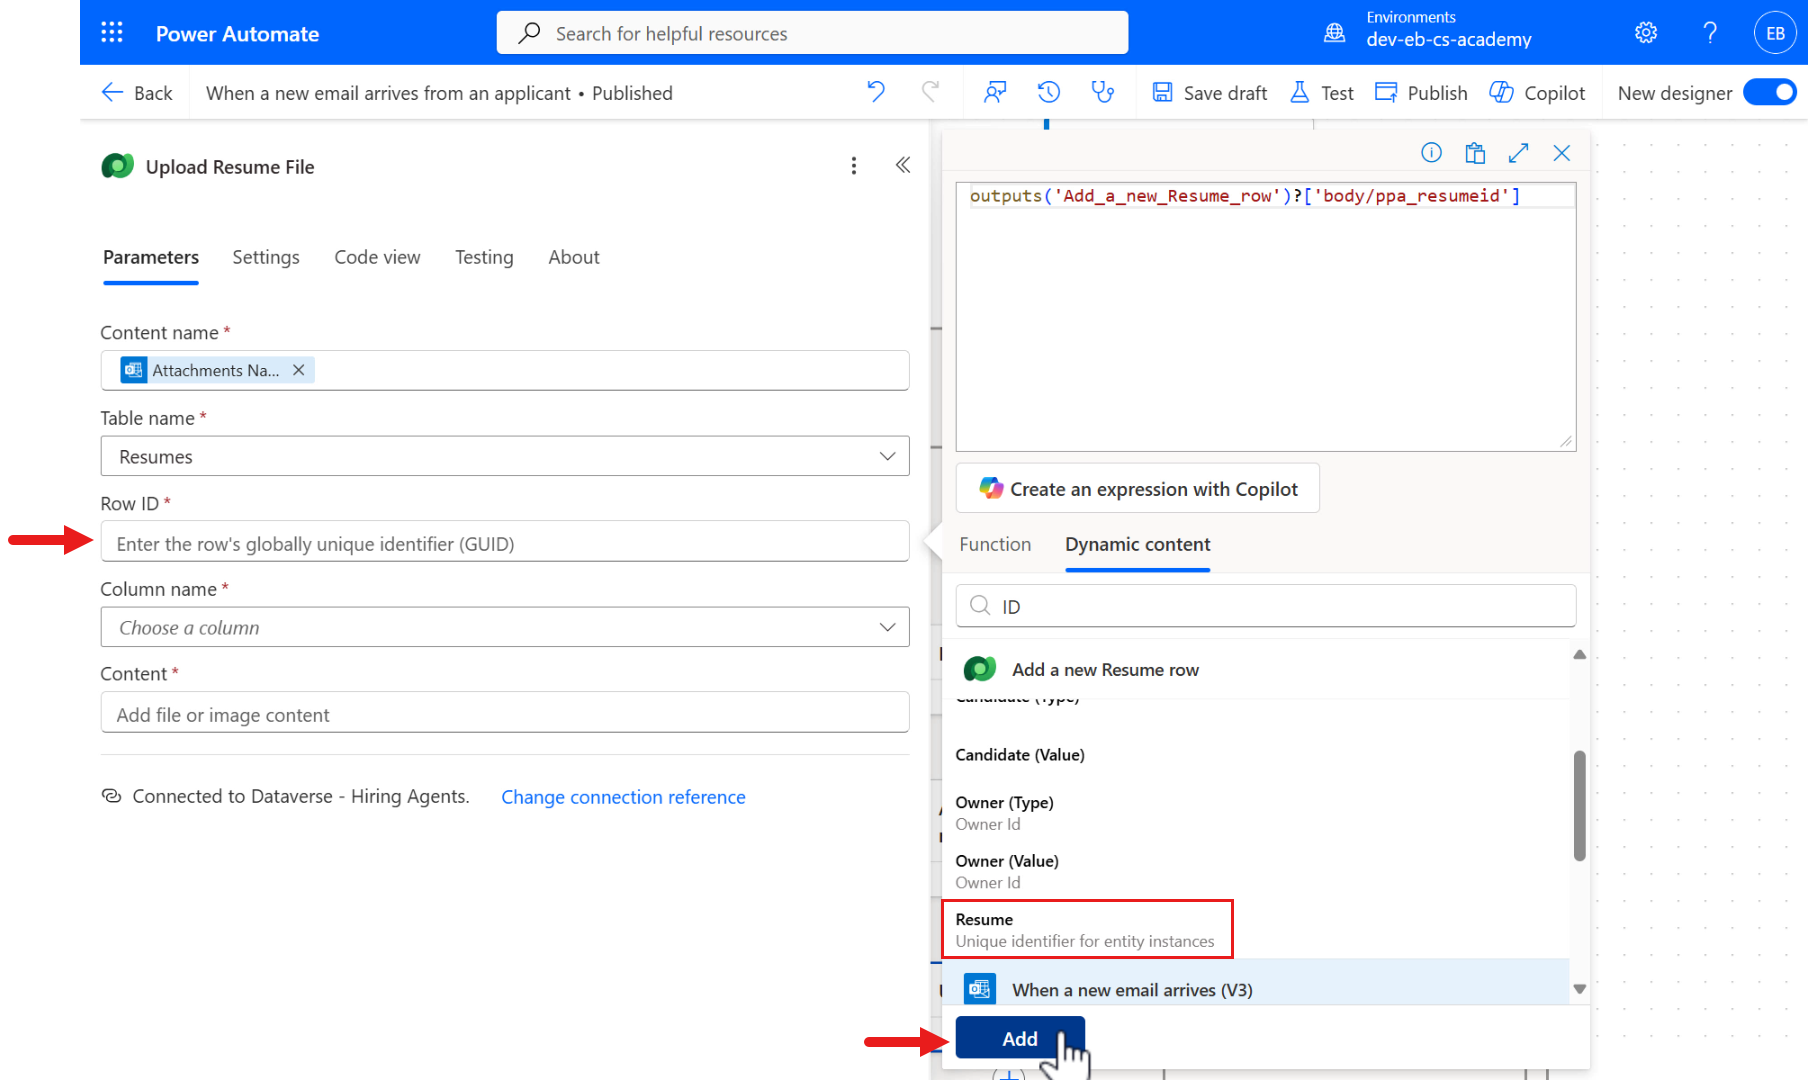 Power Automate
Search for helpful resources
Environments
dev-eb-cs-academy
EB
Back
When a new email arrives from an applicant • Published
Save draft
Test
Publish
Copilot
New designer
Upload Resume File
Parameters
Settings
Code view
Testing
About
Content name *
Attachments Na...
Table name *
Resumes
Row ID *
Enter the row's globally unique identifier (GUID)
Column name *
Choose a column
Content *
Add file or image content
Connected to Dataverse - Hiring Agents.
Change connection reference
outputs('Add_a_new_Resume_row')?['body/ppa_resumeid']
Create an expression with Copilot
Function
Dynamic content
ID
Add a new Resume row
Candidate (Type)
Candidate (Value)
Owner (Type)
Owner Id
Owner (Value)
Owner Id
Resume
Unique identifier for entity instances
When a new email arrives (V3)
Add